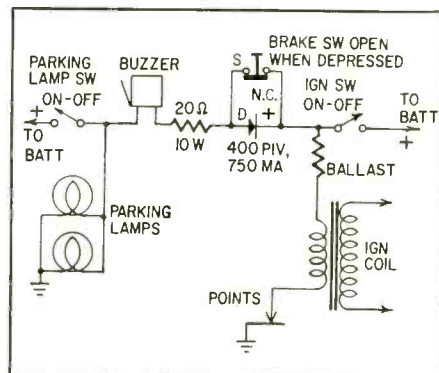 PARKING
LAMP SW
ON-OFF
+
TO
BATT
BUZZER
20Ω
10 W
BRAKE SW OPEN
WHEN DEPRESSED
S
N.C.
D
+
400 PIV,
750 MA
IGN SW
ON-OFF
TO
BATT
+
BALLAST
PARKING
LAMPS
IGN
COIL
POINTS